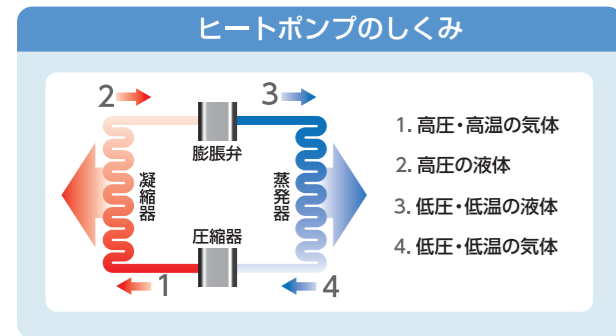 ヒートポンプのしくみ
2
3
膨脹弁
凝縮器
蒸発器
圧縮器
1
4
1. 高圧・高温の気体
2. 高圧の液体
3. 低圧・低温の液体
4. 低圧・低温の気体